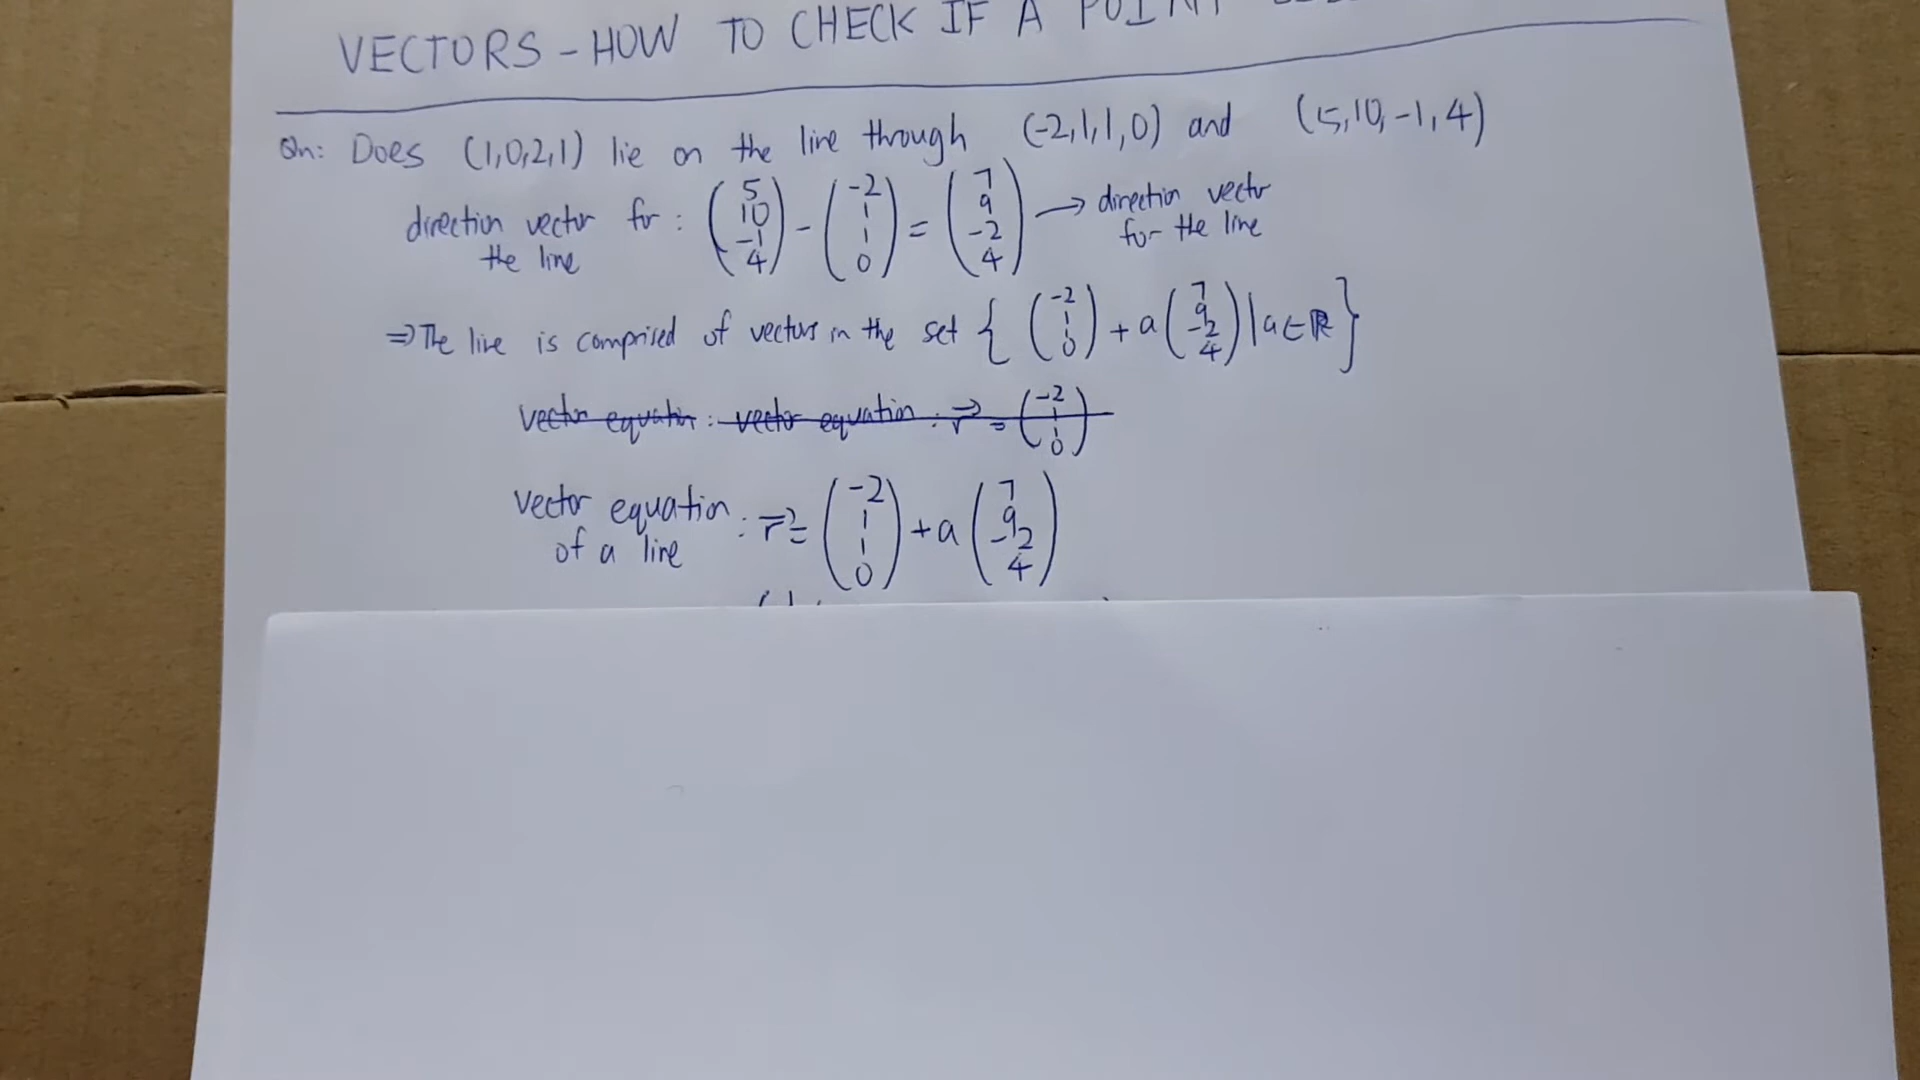 VECTORS - HOW TO CHECK IF A POINT
Qn: Does (1,0,2,1) lie on the line through (-2,1,1,0) and (5,10,-1,4)
direction vector for the line : (5 10 -1 4) - (-2 1 1 0) = (7 9 -2 4) → direction vector for the line
⇒ The line is comprised of vectors in the set { (-2 1 1 0) + a (7 9 -2 4) | a ∈ ℝ }
vector equation : vector equation : r⃗ = (-2 1 1 0)
Vector equation of a line : r⃗ = (-2 1 1 0) + a (7 9 -2 4)